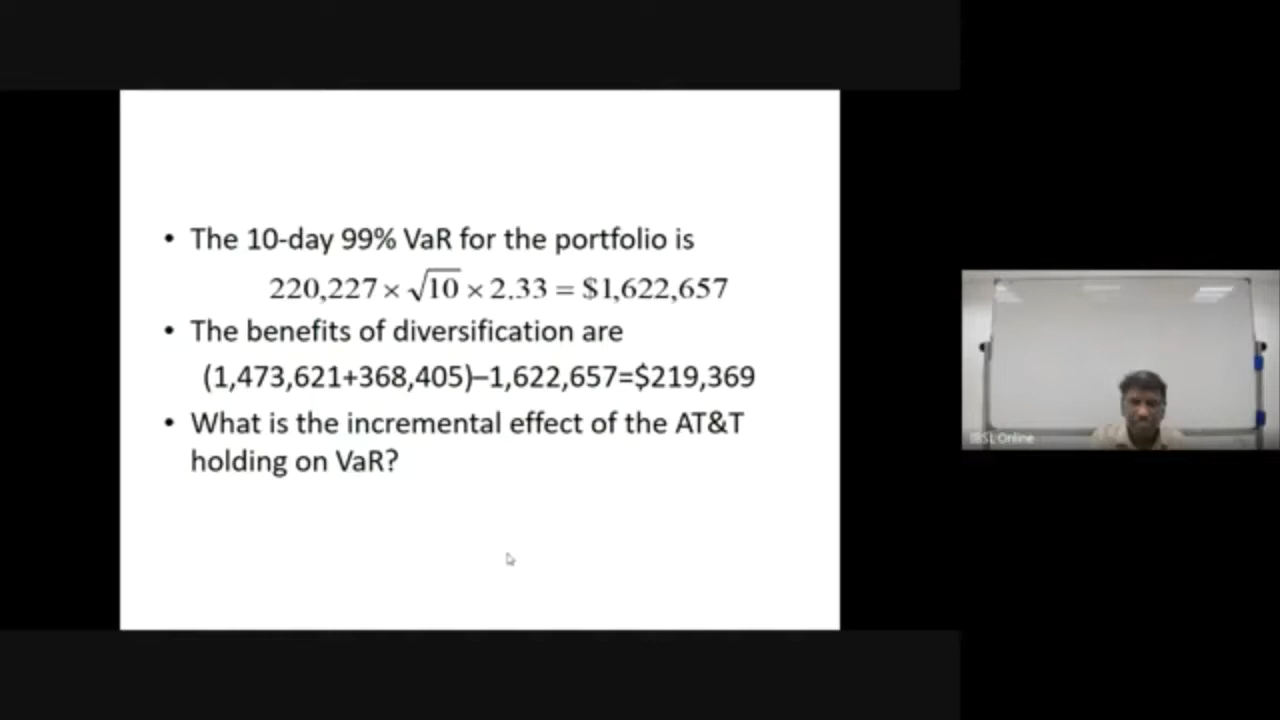 • The 10-day 99% VaR for the portfolio is
220,227 × √10 × 2.33 = $1,622,657
• The benefits of diversification are
(1,473,621+368,405)–1,622,657=$219,369
• What is the incremental effect of the AT&T
holding on VaR?
Online